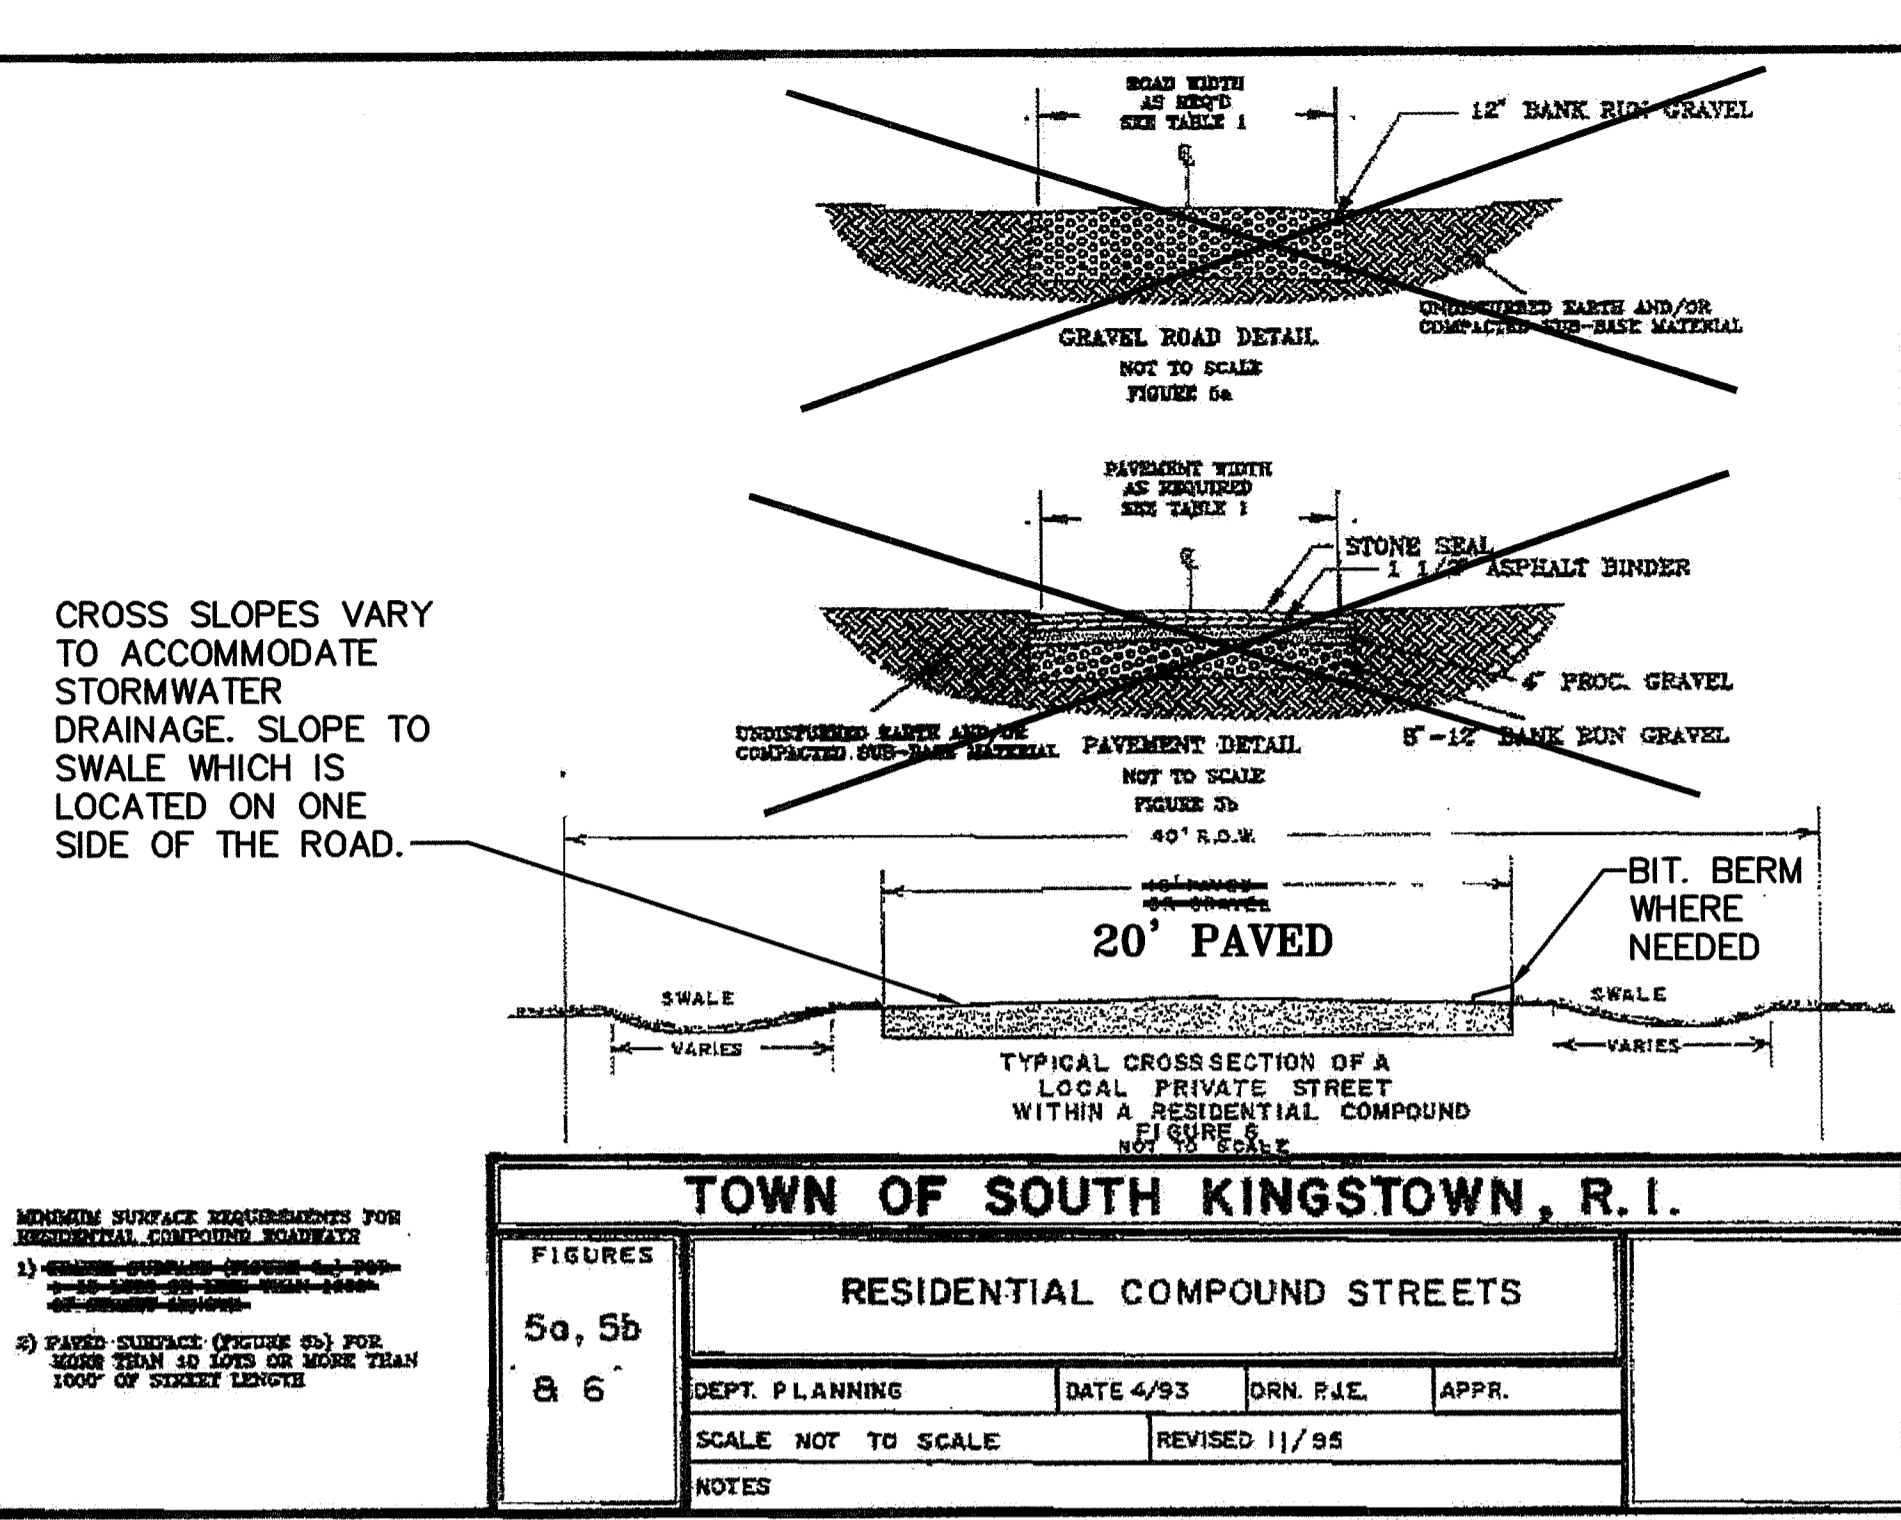 ROAD WIDTH
AS REQ'D
SEE TABLE 1
12" BANK RUN GRAVEL
UNDISTURBED EARTH AND/OR
COMPACTED SUB-BASE MATERIAL
GRAVEL ROAD DETAIL
NOT TO SCALE
FIGURE 5a
PAVEMENT WIDTH
AS REQUIRED
SEE TABLE 1
STONE SEAL
1 1/2" ASPHALT BINDER
4" PROC. GRAVEL
8"-12" BANK RUN GRAVEL
UNDISTURBED EARTH AND/OR
COMPACTED SUB-BASE MATERIAL
PAVEMENT DETAIL
NOT TO SCALE
FIGURE 5b
CROSS SLOPES VARY
TO ACCOMMODATE
STORMWATER
DRAINAGE. SLOPE TO
SWALE WHICH IS
LOCATED ON ONE
SIDE OF THE ROAD.
40' R.O.W.
OR GRAVEL
20' PAVED
BIT. BERM
WHERE
NEEDED
SWALE
VARIES
SWALE
VARIES
TYPICAL CROSS SECTION OF A
LOCAL PRIVATE STREET
WITHIN A RESIDENTIAL COMPOUND
FIGURE 6
NOT TO SCALE
MINIMUM SURFACE REQUIREMENTS FOR
RESIDENTIAL COMPOUND ROADWAYS
1)
2) PAVED SURFACE (FIGURE 5b) FOR
MORE THAN 10 LOTS OR MORE THAN
1000' OF STREET LENGTH
TOWN OF SOUTH KINGSTOWN, R.I.
FIGURES
5a, 5b
& 6
RESIDENTIAL COMPOUND STREETS
DEPT. PLANNING
DATE 4/93
DRN. P.J.E.
APPR.
SCALE NOT TO SCALE
REVISED 11/95
NOTES